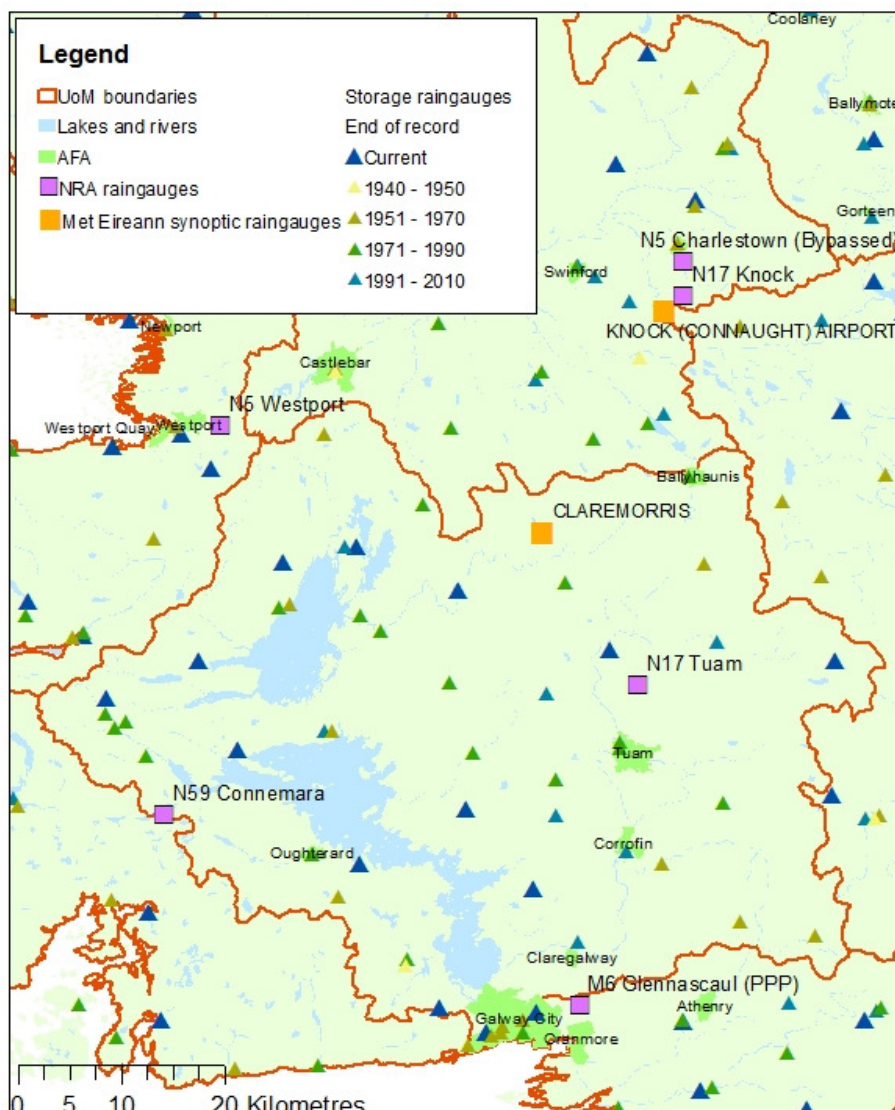 Coolaney
Legend
UoM boundaries
Lakes and rivers
AFA
NRA raingauges
Met Eireann synoptic raingauges
Storage raingauges
End of record
Current
1940 - 1950
1951 - 1970
1971 - 1990
1991 - 2010
Ballymote
Gorteen
N5 Charlestown (Bypassed)
Swinford
N17 Knock
Newport
KNOCK (CONNAUGHT) AIRPORT
Castlebar
N5 Westport
Westport Quay
Westport
Ballyhaunis
CLAREMORRIS
N17 Tuam
Tuam
N59 Connemara
Corrofin
Oughterard
Claregalway
M6 Glennascaul (PPP)
Athenry
Galway City
Oranmore
0 5 10 20 Kilometres